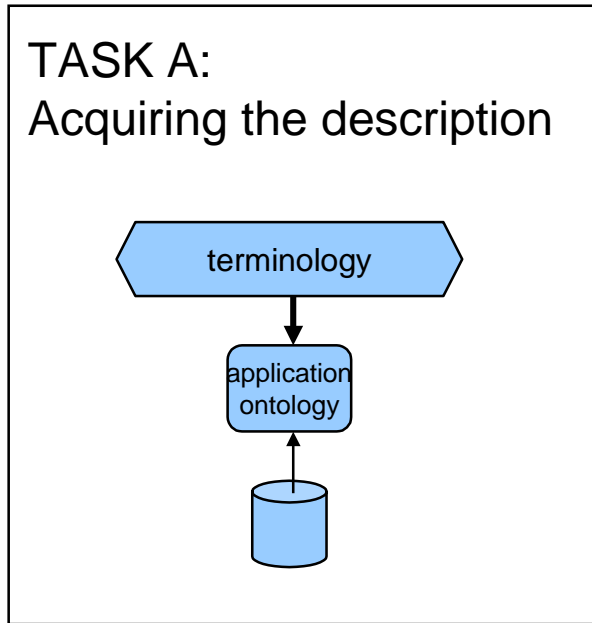 TASK A:
Acquiring the description
terminology
application
ontology